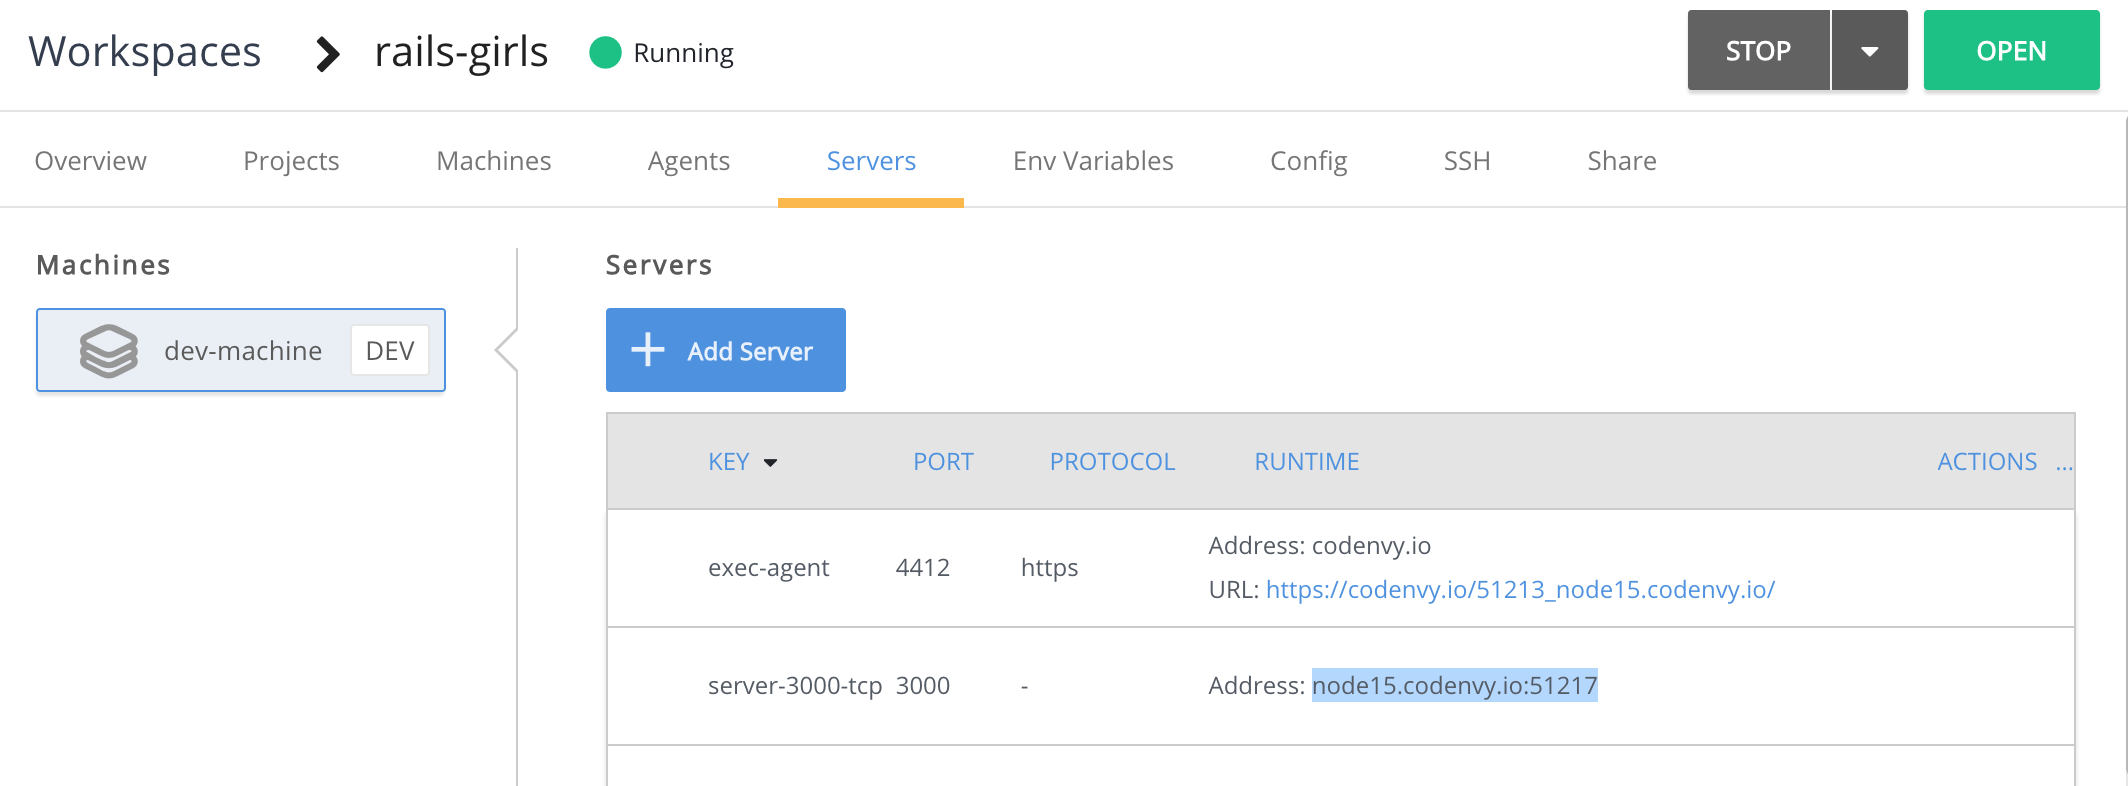 Workspaces rails-girls Running STOP OPEN
Overview Projects Machines Agents Servers Env Variables Config SSH Share
Machines
dev-machine DEV
Servers
Add Server
KEY PORT PROTOCOL RUNTIME ACTIONS ...
exec-agent 4412 https Address: codenvy.io
URL: https://codenvy.io/51213_node15.codenvy.io/
server-3000-tcp 3000 - Address: node15.codenvy.io:51217